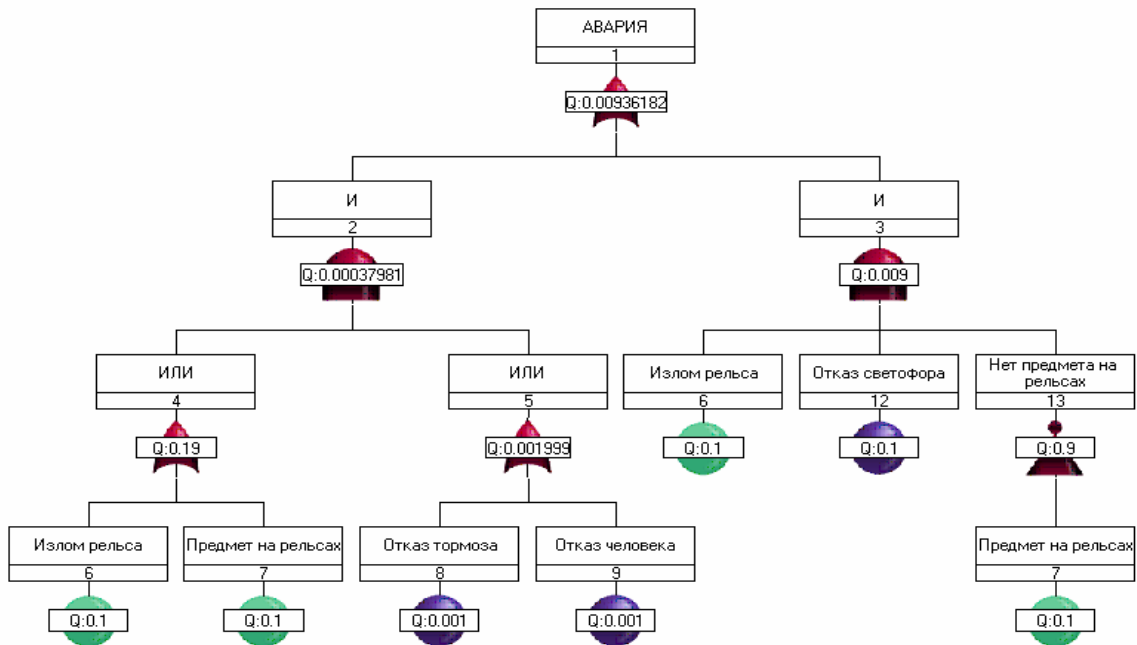 АВАРИЯ
1
Q:0.00936182
И
2
Q:0.00037981
И
3
Q:0.009
ИЛИ
4
Q:0.19
ИЛИ
5
Q:0.001999
Излом рельса
6
Q:0.1
Отказ светофора
12
Q:0.1
Нет предмета на
рельсах
13
Q:0.9
Излом рельса
6
Q:0.1
Предмет на рельсах
7
Q:0.1
Отказ тормоза
8
Q:0.001
Отказ человека
9
Q:0.001
Предмет на рельсах
7
Q:0.1